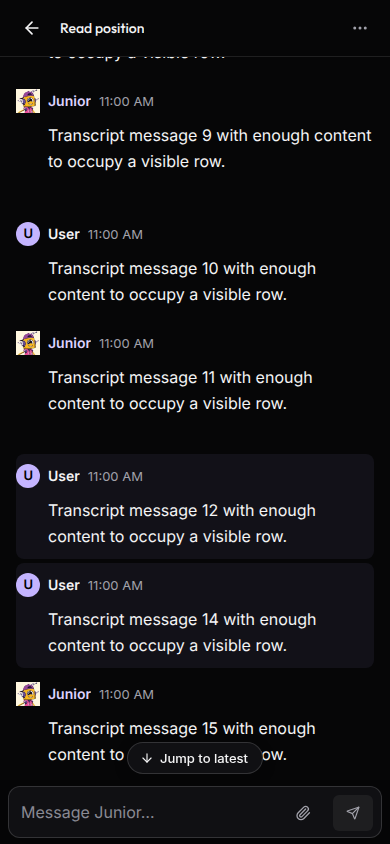 Read position
to occupy a visible row.
Junior 11:00 AM
Transcript message 9 with enough content
to occupy a visible row.
U User 11:00 AM
Transcript message 10 with enough
content to occupy a visible row.
Junior 11:00 AM
Transcript message 11 with enough
content to occupy a visible row.
U User 11:00 AM
Transcript message 12 with enough
content to occupy a visible row.
U User 11:00 AM
Transcript message 14 with enough
content to occupy a visible row.
Junior 11:00 AM
Transcript message 15 with enough
content to
row.
Jump to latest
Message Junior...